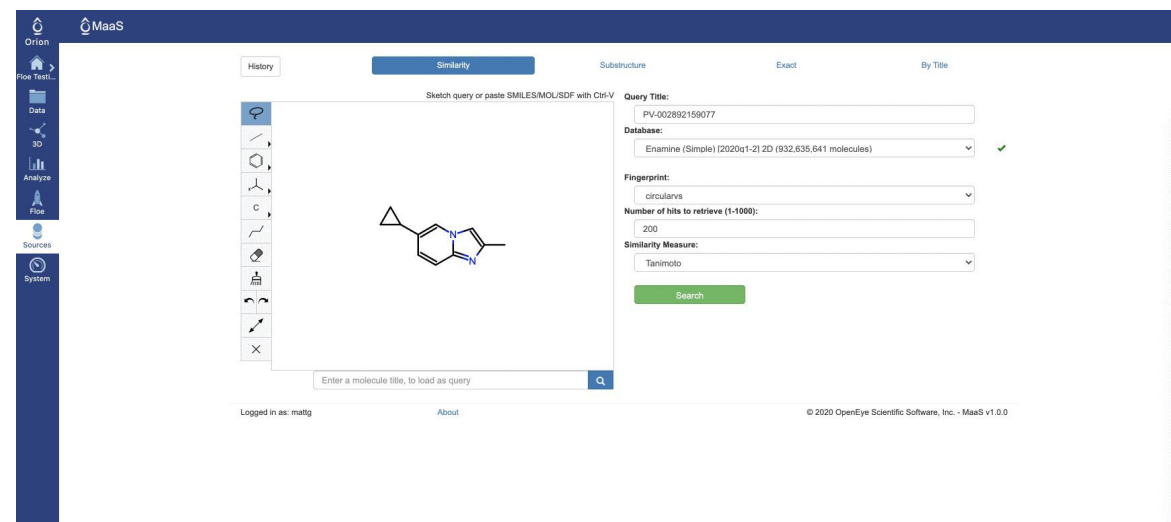 Orion
MaaS
Floe Testi...
Data
3D
Analyze
Floe
Sources
System
History
Similarity
Substructure
Exact
By Title
Sketch query or paste SMILES/MOL/SDF with Ctrl-V
C
N
N
Enter a molecule title, to load as query
Query Title:
PV-002892159077
Database:
Enamine (Simple) [2020q1-2] 2D (932,635,641 molecules)
Fingerprint:
circularvs
Number of hits to retrieve (1-1000):
200
Similarity Measure:
Tanimoto
Search
Logged in as: mattg
About
© 2020 OpenEye Scientific Software, Inc. - MaaS v1.0.0